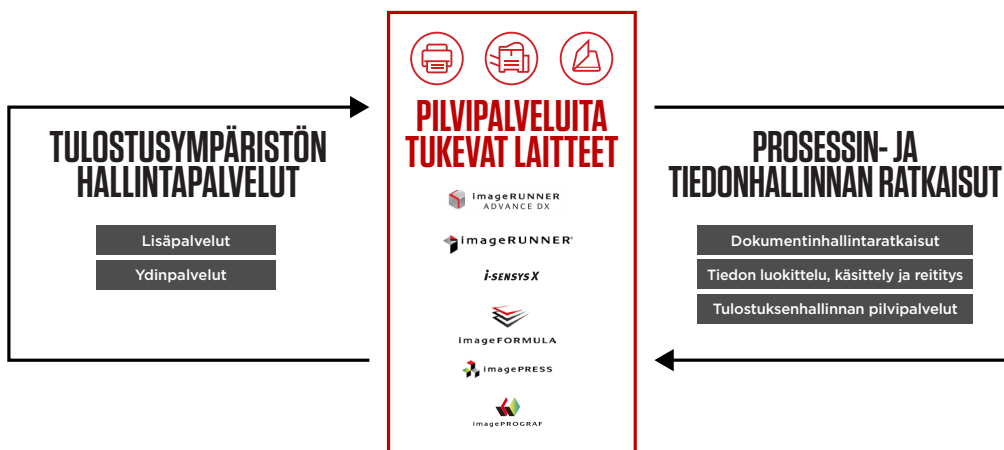 TULOSTUSYMPÄRISTÖN
HALLINTAPALVELUT
Lisäpalvelut
Ydinpalvelut
PILVIPALVELUITA
TUKEVAT LAITTEET
imageRUNNER
ADVANCE DX
imageRUNNER®
i-SENSYS X
imageFORMULA
imagePRESS
imagePROGRAF
PROSESSIN- JA
TIEDONHALLINNAN RATKAISUT
Dokumentinhallintaratkaisut
Tiedon luokittelu, käsittely ja reititys
Tulostuksenhallinnan pilvipalvelut